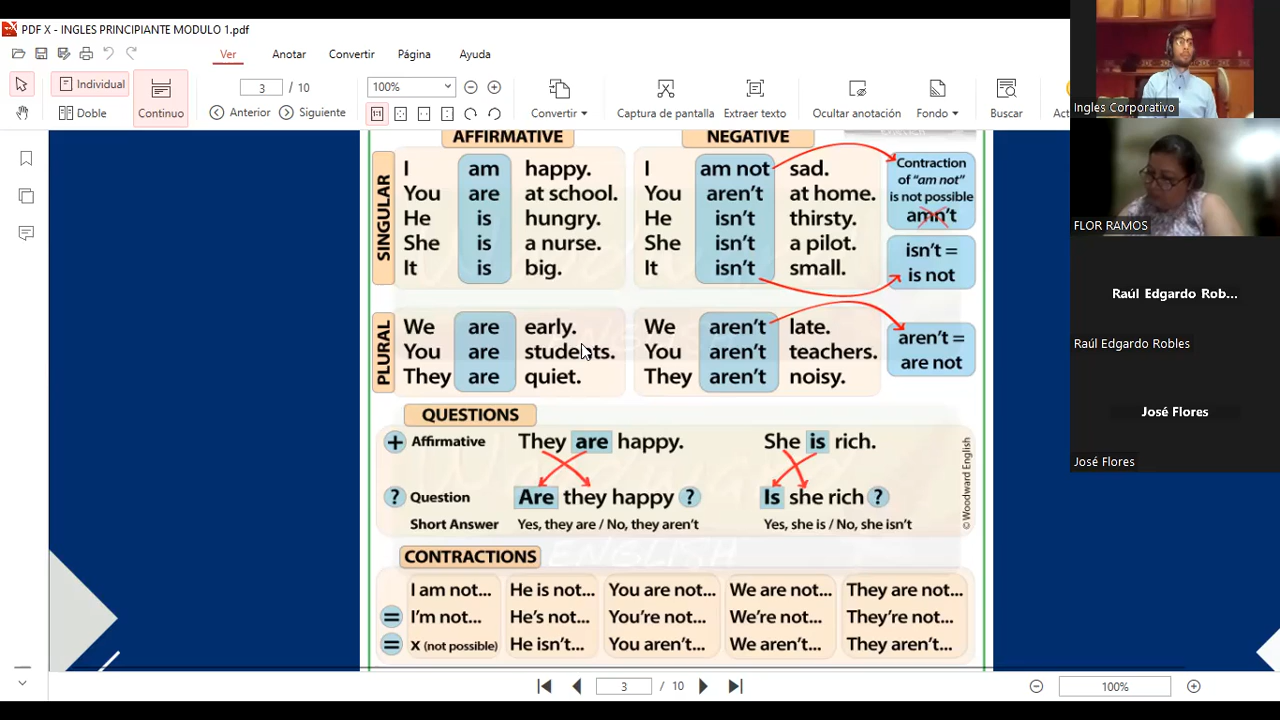 PDF X - INGLES PRINCIPIANTE MODULO 1.pdf
Ver Anotar Convertir Página Ayuda
Individual
Doble
Continuo
3 / 10
Anterior Siguiente
100%
Convertir
Captura de pantalla
Extraer texto
Ocultar anotación
Fondo
Buscar
AFFIRMATIVE
NEGATIVE
SINGULAR
I am happy.
You are at school.
He is hungry.
She is a nurse.
It is big.
I am not sad.
You aren't at home.
He isn't thirsty.
She isn't a pilot.
It isn't small.
Contraction
of "am not"
is not possible
amn't
isn't =
is not
PLURAL
We are early.
You are students.
They are quiet.
We aren't late.
You aren't teachers.
They aren't noisy.
aren't =
are not
QUESTIONS
+ Affirmative They are happy. She is rich.
? Question Are they happy ? Is she rich ?
Short Answer Yes, they are / No, they aren't Yes, she is / No, she isn't
© Woodward English
ENGLISH
CONTRACTIONS
I am not... He is not... You are not... We are not... They are not...
= I'm not... He's not... You're not... We're not... They're not...
= x (not possible) He isn't... You aren't... We aren't... They aren't...
3 / 10
100%
Ingles Corporativo
FLOR RAMOS
Raúl Edgardo Rob...
Raúl Edgardo Robles
José Flores
José Flores